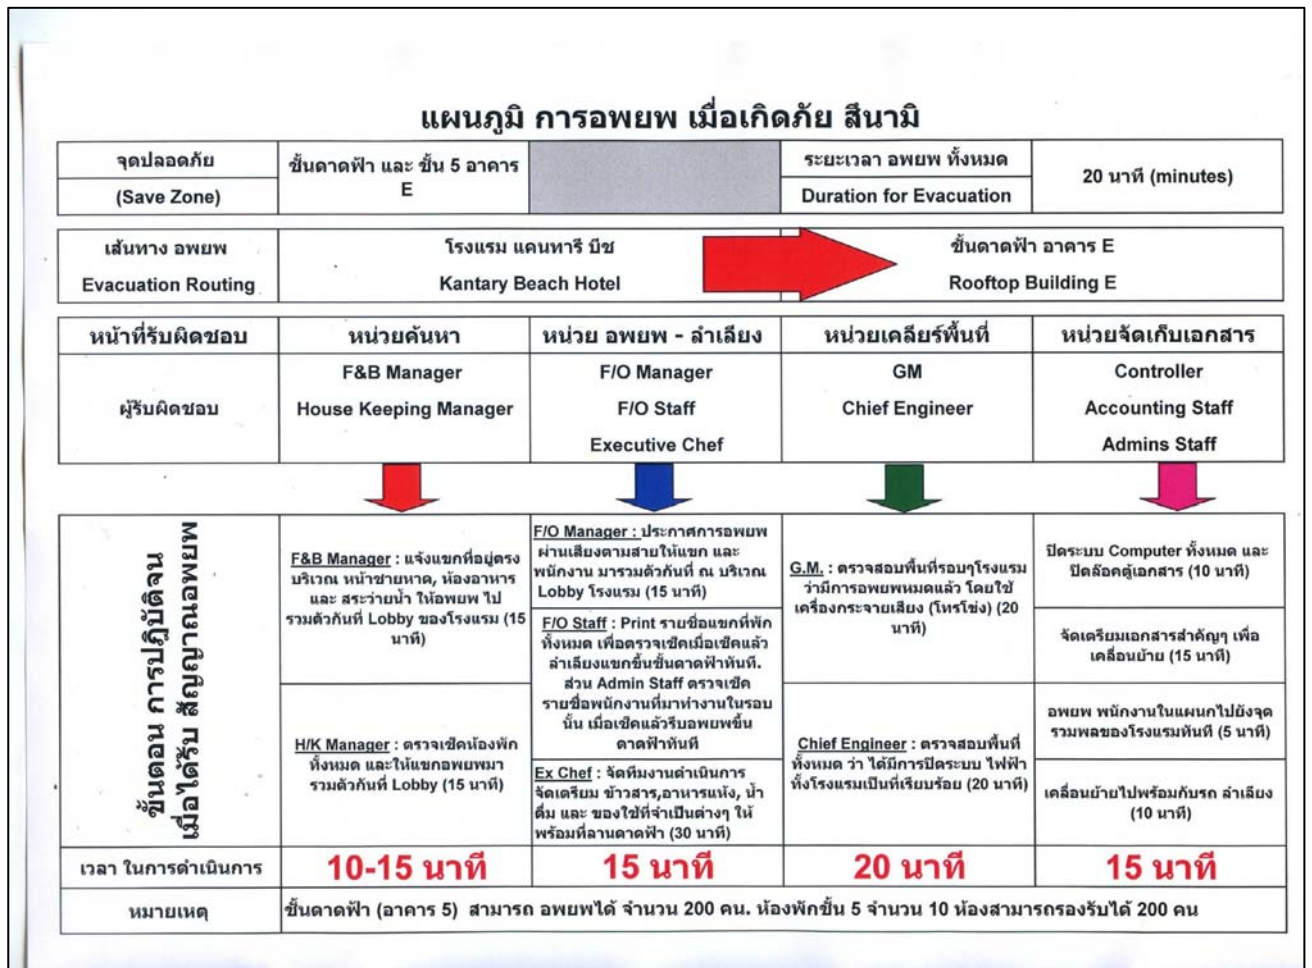 แผนภูมิ การอพยพ เมื่อเกิดภัย สึนามิ
จุดปลอดภัย
(Save Zone)
ชั้นดาดฟ้า และ ชั้น 5 อาคาร
E
ระยะเวลา อพยพ ทั้งหมด
Duration for Evacuation
20 นาที (minutes)
เส้นทาง อพยพ
Evacuation Routing
โรงแรม แคนทารี บีช
Kantary Beach Hotel
ชั้นดาดฟ้า อาคาร E
Rooftop Building E
หน้าที่รับผิดชอบ
หน่วยค้นหา
หน่วย อพยพ - ลำเลียง
หน่วยเคลียร์พื้นที่
หน่วยจัดเก็บเอกสาร
ผู้รับผิดชอบ
F&B Manager
House Keeping Manager
F/O Manager
F/O Staff
Executive Chef
GM
Chief Engineer
Controller
Accounting Staff
Admins Staff
ขั้นตอน การปฏิบัติจน
เมื่อได้รับ สัญญาณอพยพ
F&B Manager : แจ้งแขกที่อยู่ตรง
บริเวณ หน้าชายหาด, ห้องอาหาร
และ สระว่ายน้ำ ให้อพยพ ไป
รวมตัวกันที่ Lobby ของโรงแรม (15
นาที)
H/K Manager : ตรวจเช็คห้องพัก
ทั้งหมด และให้แขกอพยพมา
รวมตัวกันที่ Lobby (15 นาที)
F/O Manager : ประกาศการอพยพ
ผ่านเสียงตามสายให้แขก และ
พนักงาน มารวมตัวกันที่ ณ บริเวณ
Lobby โรงแรม (15 นาที)
F/O Staff : Print รายชื่อแขกที่พัก
ทั้งหมด เพื่อตรวจเช็คเมื่อเช็คแล้ว
ลำเลียงแขกขึ้นชั้นดาดฟ้าทันที.
ส่วน Admin Staff ตรวจเช็ค
รายชื่อพนักงานที่มาทำงานในรอบ
นั้น เมื่อเช็คแล้วรีบอพยพขึ้น
ดาดฟ้าทันที
Ex Chef : จัดทีมงานดำเนินการ
จัดเตรียม ข้าวสาร,อาหารแห้ง, น้ำ
ดื่ม และ ของใช้ที่จำเป็นต่างๆ ให้
พร้อมที่ลานดาดฟ้า (30 นาที)
G.M. : ตรวจสอบพื้นที่รอบๆโรงแรม
ว่ามีการอพยพหมดแล้ว โดยใช้
เครื่องกระจายเสียง (โทรโข่ง) (20
นาที)
Chief Engineer : ตรวจสอบพื้นที่
ทั้งหมด ว่า ได้มีการปิดระบบ ไฟฟ้า
ทั้งโรงแรมเป็นที่เรียบร้อย (20 นาที)
ปิดระบบ Computer ทั้งหมด และ
ปิดล๊อคตู้เอกสาร (10 นาที)
จัดเตรียมเอกสารสำคัญๆ เพื่อ
เคลื่อนย้าย (15 นาที)
อพยพ พนักงานในแผนกไปยังจุด
รวมพลของโรงแรมทันที (5 นาที)
เคลื่อนย้ายไปพร้อมกับรถ ลำเลียง
(10 นาที)
เวลา ในการดำเนินการ
10-15 นาที
15 นาที
20 นาที
15 นาที
หมายเหตุ
ชั้นดาดฟ้า (อาคาร 5) สามารถ อพยพได้ จำนวน 200 คน. ห้องพักชั้น 5 จำนวน 10 ห้องสามารถรองรับได้ 200 คน